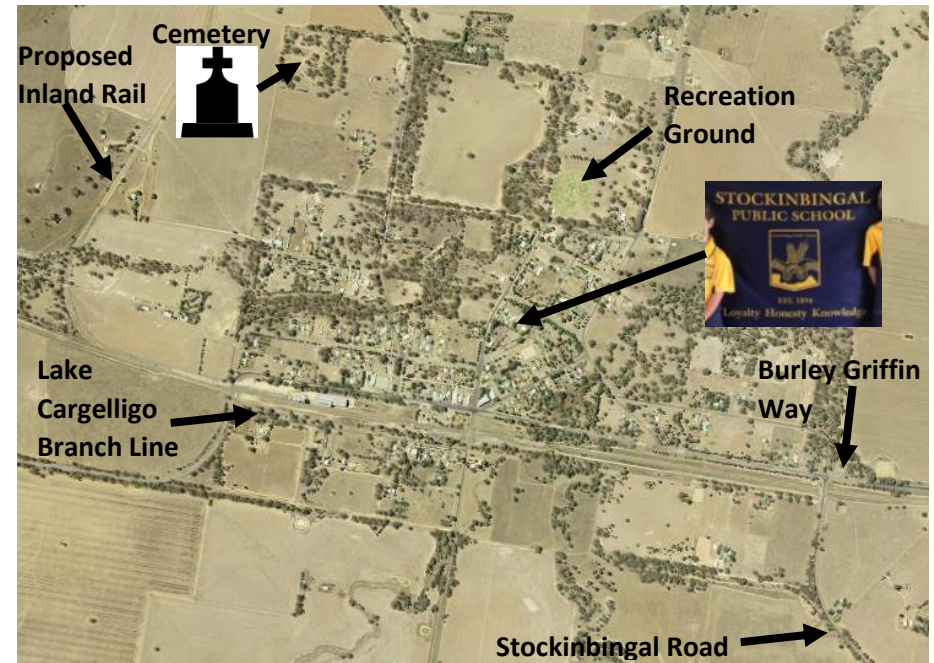 Cemetery
Proposed
Inland Rail
Recreation
Ground
STOCKINBINGAL
PUBLIC SCHOOL
EST. 1894
Loyalty Honesty Knowledge
Lake
Cargelligo
Branch Line
Burley Griffin
Way
Stockinbingal Road